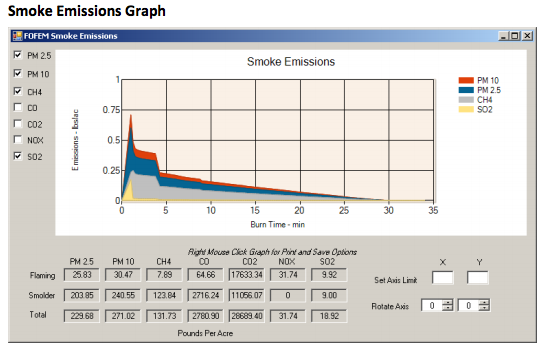 Smoke Emissions Graph
FOFEM Smoke Emissions
PM 2.5
PM 10
CH4
CO
CO2
NOX
SO2
Smoke Emissions
Emissions - lbs/ac
1
0.75
0.5
0.25
0
0 5 10 15 20 25 30 35
Burn Time - min
PM 10
PM 2.5
CH4
SO2
Right Mouse Click Graph for Print and Save Options
PM 2.5 PM 10 CH4 CO CO2 NOX SO2
Flaming 25.83 30.47 7.89 64.66 17633.34 31.74 9.92
Smolder 203.85 240.55 123.84 2716.24 11056.07 0 9.00
Total 229.68 271.02 131.73 2780.90 28689.40 31.74 18.92
Pounds Per Acre
X Y
Set Axis Limit
Rotate Axis 0 0